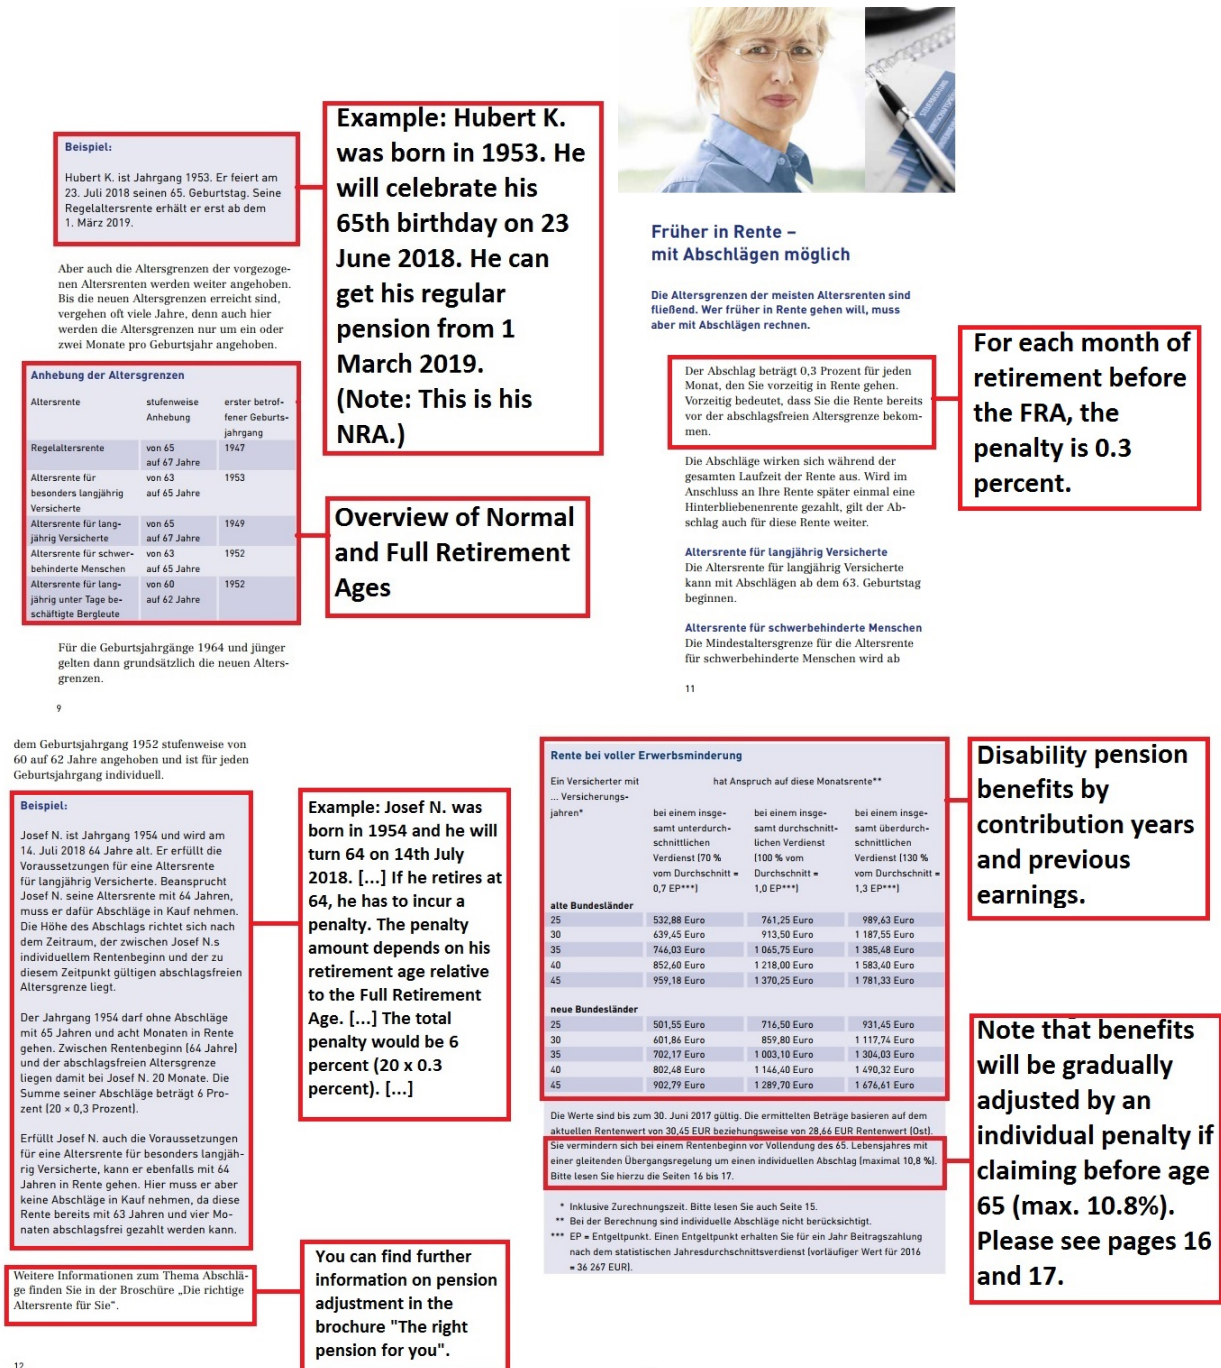 Beispiel:
Hubert K. ist Jahrgang 1953. Er feiert am
23. Juli 2018 seinen 65. Geburtstag. Seine
Regelaltersrente erhält er erst ab dem
1. März 2019.
Example: Hubert K.
was born in 1953. He
will celebrate his
65th birthday on 23
June 2018. He can
get his regular
pension from 1
March 2019.
(Note: This is his
NRA.)
Aber auch die Altersgrenzen der vorgezoge-
nen Altersrenten werden weiter angehoben.
Bis die neuen Altersgrenzen erreicht sind,
vergehen oft viele Jahre, denn auch hier
werden die Altersgrenzen nur um ein oder
zwei Monate pro Geburtsjahr angehoben.
Anhebung der Altersgrenzen
Altersrente stufenweise erster betrof-
Anhebung fener Geburts-
jahrgang
Regelaltersrente von 65 1947
auf 67 Jahre
Altersrente für von 63 1953
besonders langjährig auf 65 Jahre
Versicherte
Altersrente für lang- von 65 1949
jährig Versicherte auf 67 Jahre
Altersrente für schwer- von 63 1952
behinderte Menschen auf 65 Jahre
Altersrente für lang- von 60 1952
jährig unter Tage be- auf 62 Jahre
schäftigte Bergleute
Overview of Normal
and Full Retirement
Ages
Für die Geburtsjahrgänge 1964 und jünger
gelten dann grundsätzlich die neuen Alters-
grenzen.
9
Früher in Rente –
mit Abschlägen möglich
Die Altersgrenzen der meisten Altersrenten sind
fließend. Wer früher in Rente gehen will, muss
aber mit Abschlägen rechnen.
Der Abschlag beträgt 0,3 Prozent für jeden
Monat, den Sie vorzeitig in Rente gehen.
Vorzeitig bedeutet, dass Sie die Rente bereits
vor der abschlagsfreien Altersgrenze bekom-
men.
For each month of
retirement before
the FRA, the
penalty is 0.3
percent.
Die Abschläge wirken sich während der
gesamten Laufzeit der Rente aus. Wird im
Anschluss an Ihre Rente später einmal eine
Hinterbliebenenrente gezahlt, gilt der Ab-
schlag auch für diese Rente weiter.
Altersrente für langjährig Versicherte
Die Altersrente für langjährig Versicherte
kann mit Abschlägen ab dem 63. Geburtstag
beginnen.
Altersrente für schwerbehinderte Menschen
Die Mindestaltersgrenze für die Altersrente
für schwerbehinderte Menschen wird ab
11
dem Geburtsjahrgang 1952 stufenweise von
60 auf 62 Jahre angehoben und ist für jeden
Geburtsjahrgang individuell.
Beispiel:
Josef N. ist Jahrgang 1954 und wird am
14. Juli 2018 64 Jahre alt. Er erfüllt die
Voraussetzungen für eine Altersrente
für langjährig Versicherte. Beansprucht
Josef N. seine Altersrente mit 64 Jahren,
muss er dafür Abschläge in Kauf nehmen.
Die Höhe des Abschlags richtet sich nach
dem Zeitraum, der zwischen Josef N.s
individuellem Rentenbeginn und der zu
diesem Zeitpunkt gültigen abschlagsfreien
Altersgrenze liegt.
Der Jahrgang 1954 darf ohne Abschläge
mit 65 Jahren und acht Monaten in Rente
gehen. Zwischen Rentenbeginn (64 Jahre)
und der abschlagsfreien Altersgrenze
liegen damit bei Josef N. 20 Monate. Die
Summe seiner Abschläge beträgt 6 Pro-
zent (20 × 0,3 Prozent).
Erfüllt Josef N. auch die Voraussetzungen
für eine Altersrente für besonders langjäh-
rig Versicherte, kann er ebenfalls mit 64
Jahren in Rente gehen. Hier muss er aber
keine Abschläge in Kauf nehmen, da diese
Rente bereits mit 63 Jahren und vier Mo-
naten abschlagsfrei gezahlt werden kann.
Example: Josef N. was
born in 1954 and he will
turn 64 on 14th July
2018. [...] If he retires at
64, he has to incur a
penalty. The penalty
amount depends on his
retirement age relative
to the Full Retirement
Age. [...] The total
penalty would be 6
percent (20 x 0.3
percent). [...]
Weitere Informationen zum Thema Abschlä-
ge finden Sie in der Broschüre „Die richtige
Altersrente für Sie“.
You can find further
information on pension
adjustment in the
brochure "The right
pension for you".
12
Rente bei voller Erwerbsminderung
Ein Versicherter mit hat Anspruch auf diese Monatsrente**
... Versicherungs-
jahren* bei einem insge- bei einem insge- bei einem insge-
samt unterdurch- samt durchschnitt- samt überdurch-
schnittlichen lichen Verdienst schnittlichen
Verdienst (70 % (100 % vom Verdienst (130 %
vom Durchschnitt = Durchschnitt = vom Durchschnitt =
0,7 EP***) 1,0 EP***) 1,3 EP***)
alte Bundesländer
25 532,88 Euro 761,25 Euro 989,63 Euro
30 639,45 Euro 913,50 Euro 1 187,55 Euro
35 746,03 Euro 1 065,75 Euro 1 385,48 Euro
40 852,60 Euro 1 218,00 Euro 1 583,40 Euro
45 959,18 Euro 1 370,25 Euro 1 781,33 Euro
neue Bundesländer
25 501,55 Euro 716,50 Euro 931,45 Euro
30 601,86 Euro 859,80 Euro 1 117,74 Euro
35 702,17 Euro 1 003,10 Euro 1 304,03 Euro
40 802,48 Euro 1 146,40 Euro 1 490,32 Euro
45 902,79 Euro 1 289,70 Euro 1 676,61 Euro
Disability pension
benefits by
contribution years
and previous
earnings.
Die Werte sind bis zum 30. Juni 2017 gültig. Die ermittelten Beträge basieren auf dem
aktuellen Rentenwert von 30,45 EUR beziehungsweise von 28,66 EUR Rentenwert (Ost).
Sie vermindern sich bei einem Rentenbeginn vor Vollendung des 65. Lebensjahres mit
einer gleitenden Übergangsregelung um einen individuellen Abschlag (maximal 10,8 %).
Bitte lesen Sie hierzu die Seiten 16 bis 17.
Note that benefits
will be gradually
adjusted by an
individual penalty if
claiming before age
65 (max. 10.8%).
Please see pages 16
and 17.
* Inklusive Zurechnungszeit. Bitte lesen Sie auch Seite 15.
** Bei der Berechnung sind individuelle Abschläge nicht berücksichtigt.
*** EP = Entgeltpunkt. Einen Entgeltpunkt erhalten Sie für ein Jahr Beitragszahlung
nach dem statistischen Jahresdurchschnittsverdienst (vorläufiger Wert für 2016
= 36 267 EUR).